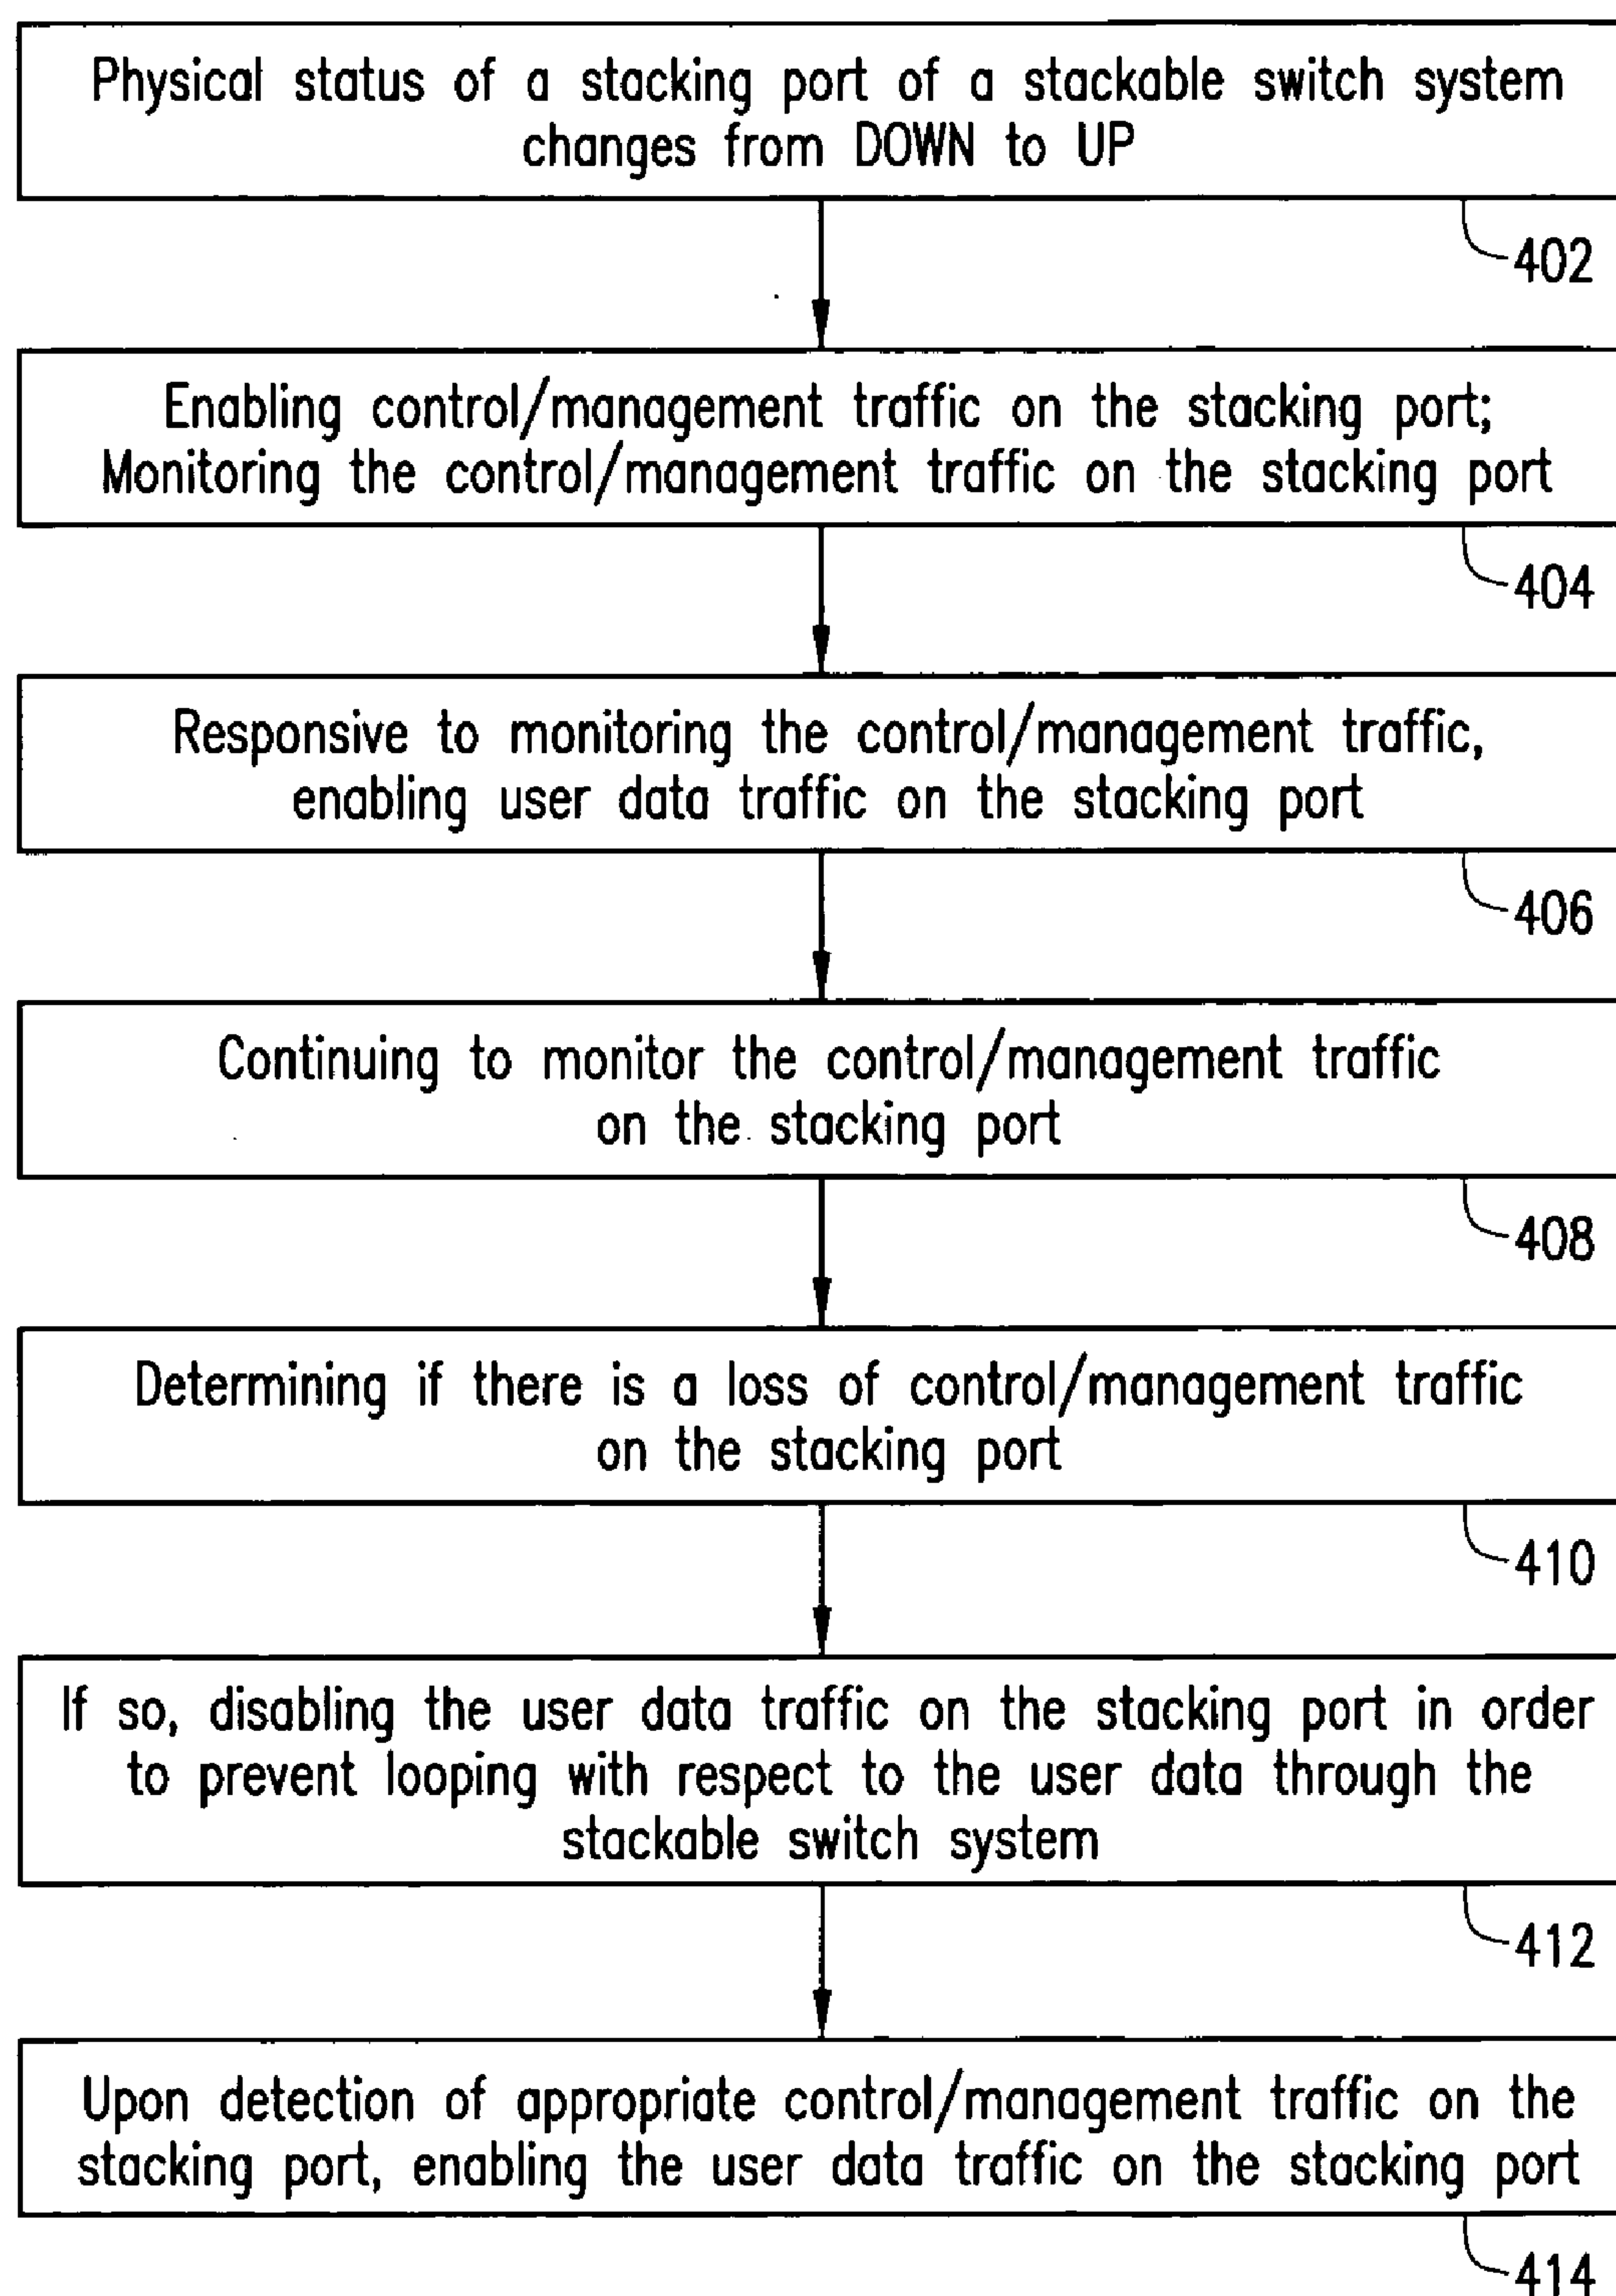 Physical status of a stacking port of a stackable switch system
changes from DOWN to UP
402
Enabling control/management traffic on the stacking port;
Monitoring the control/management traffic on the stacking port
404
Responsive to monitoring the control/management traffic,
enabling user data traffic on the stacking port
406
Continuing to monitor the control/management traffic
on the stacking port
408
Determining if there is a loss of control/management traffic
on the stacking port
410
If so, disabling the user data traffic on the stacking port in order
to prevent looping with respect to the user data through the
stackable switch system
412
Upon detection of appropriate control/management traffic on the
stacking port, enabling the user data traffic on the stacking port
414